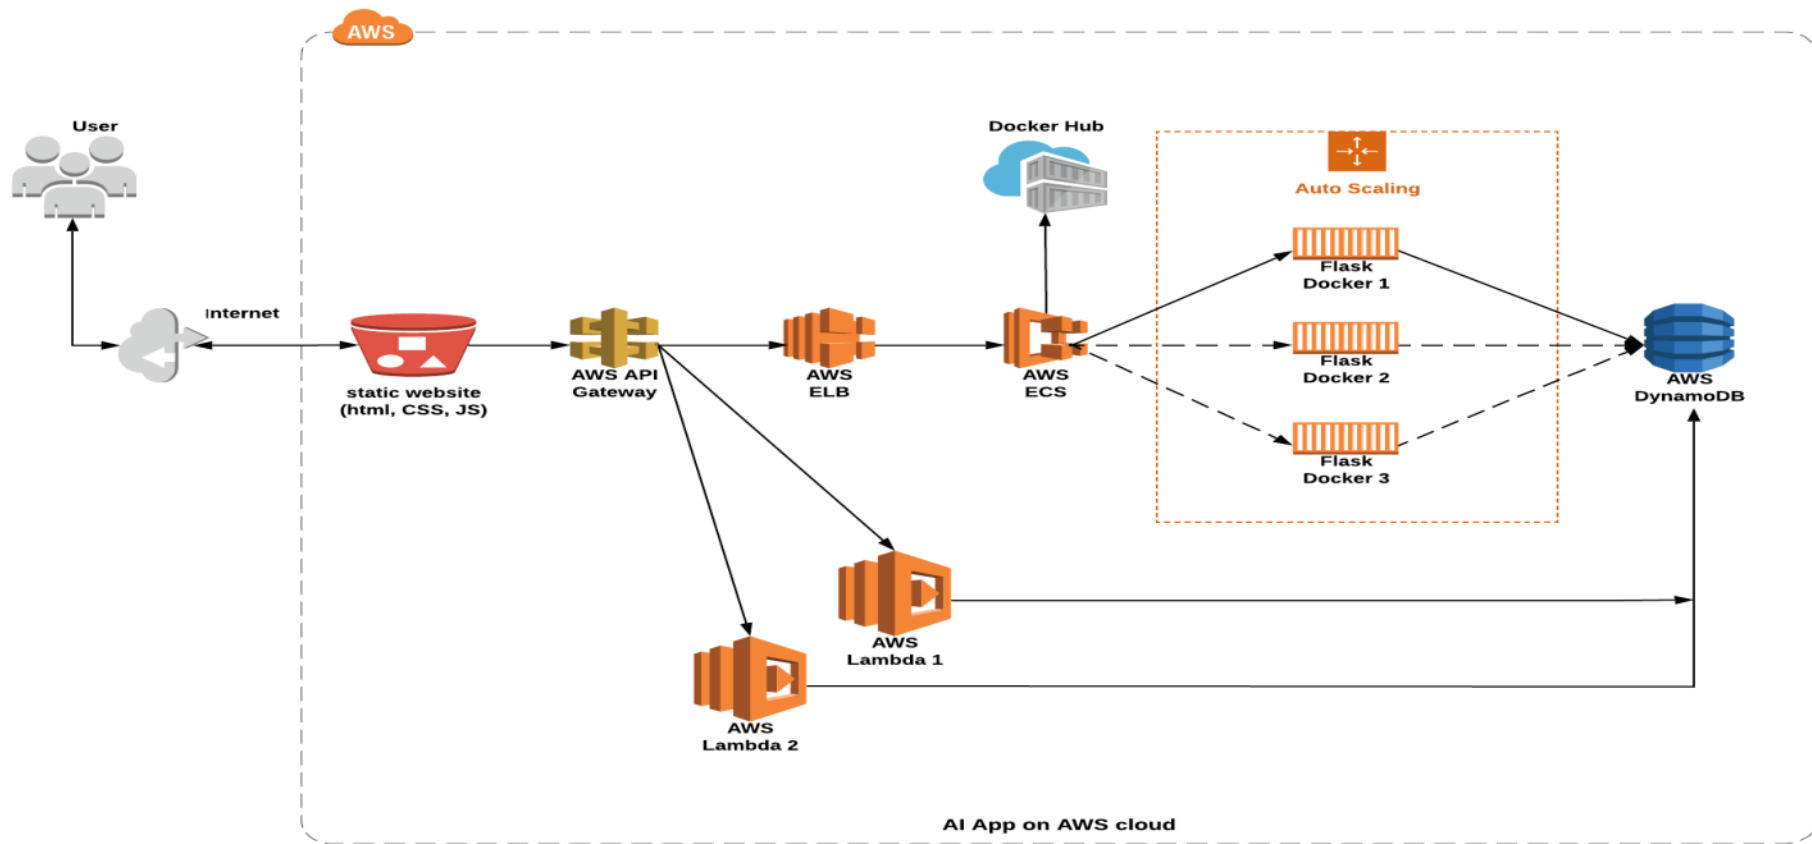 AWS
User
Docker Hub
Auto Scaling
Internet
Flask
Docker 1
static website
(html, CSS, JS)
AWS API
Gateway
AWS
ELB
AWS
ECS
Flask
Docker 2
AWS
DynamoDB
Flask
Docker 3
AWS
Lambda 1
AWS
Lambda 2
AI App on AWS cloud